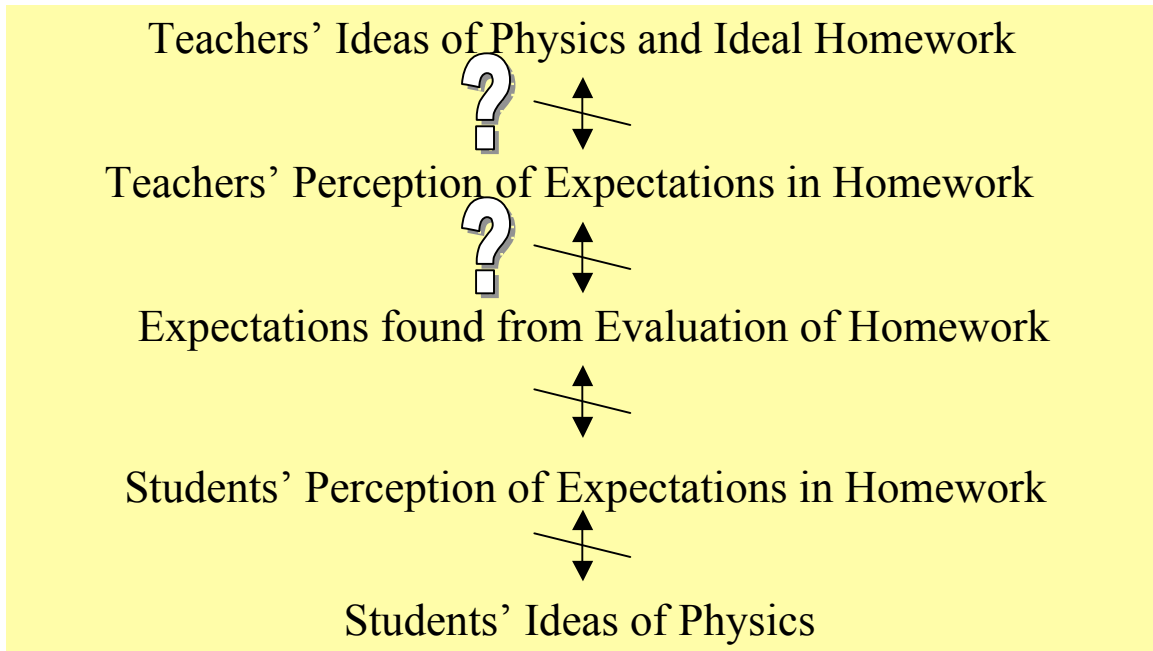 Teachers’ Ideas of Physics and Ideal Homework
?
Teachers’ Perception of Expectations in Homework
?
Expectations found from Evaluation of Homework
Students’ Perception of Expectations in Homework
Students’ Ideas of Physics